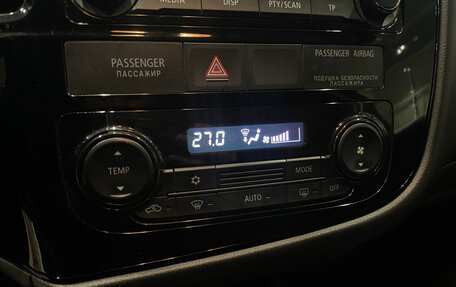 MEDIA DISP PTY/SCAN TP
PASSENGER PASSENGER AIRBAG
ПАССАЖИР ПОДУШКА БЕЗОПАСНОСТИ
ПАССАЖИРА
27.0
TEMP MODE
AUTO OFF